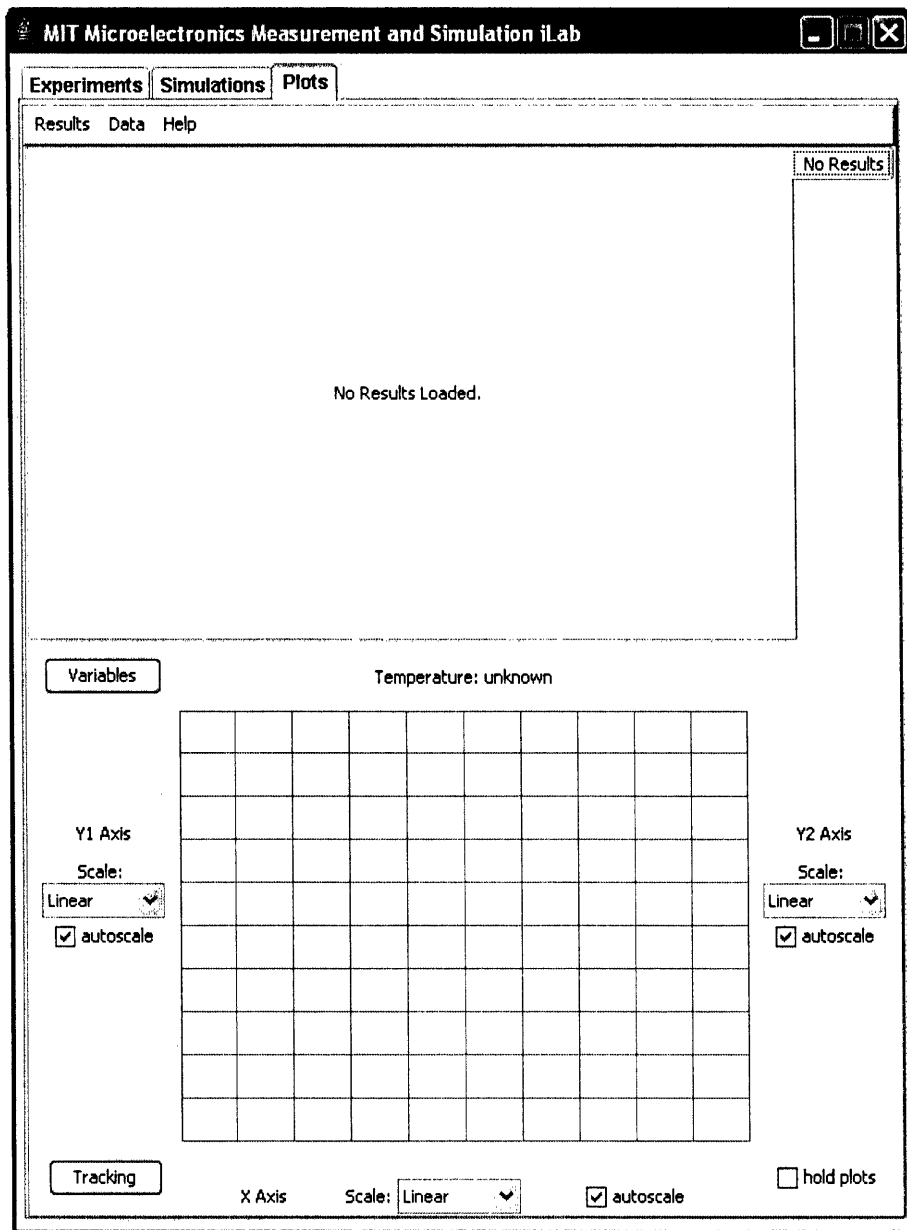 MIT Microelectronics Measurement and Simulation iLab
Experiments Simulations Plots
Results Data Help
No Results
No Results Loaded.
Variables
Temperature: unknown
Y1 Axis
Scale:
Linear
autoscale
Y2 Axis
Scale:
Linear
autoscale
Tracking
X Axis Scale: Linear autoscale
hold plots